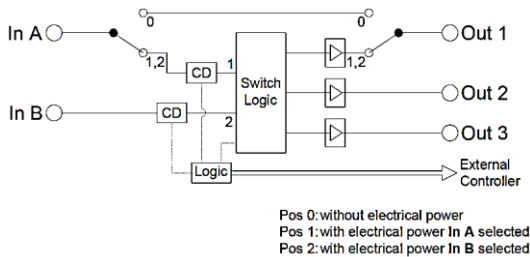 0 0
In A Out 1
1,2 CD 1 1,2
Switch
Logic
Out 2
In B CD 2
Out 3
Logic External
Controller
Pos 0: without electrical power
Pos 1: with electrical power In A selected
Pos 2: with electrical power In B selected